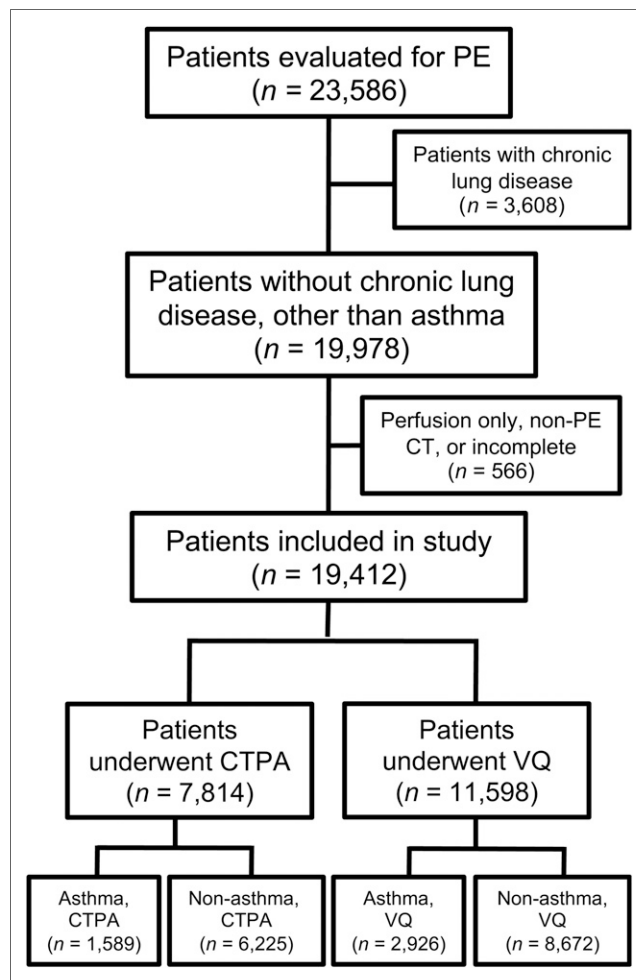 Patients evaluated for PE
(n = 23,586)
Patients with chronic
lung disease
(n = 3,608)
Patients without chronic lung
disease, other than asthma
(n = 19,978)
Perfusion only, non-PE
CT, or incomplete
(n = 566)
Patients included in study
(n = 19,412)
Patients
underwent CTPA
(n = 7,814)
Patients
underwent VQ
(n = 11,598)
Asthma,
CTPA
(n = 1,589)
Non-asthma,
CTPA
(n = 6,225)
Asthma,
VQ
(n = 2,926)
Non-asthma,
VQ
(n = 8,672)